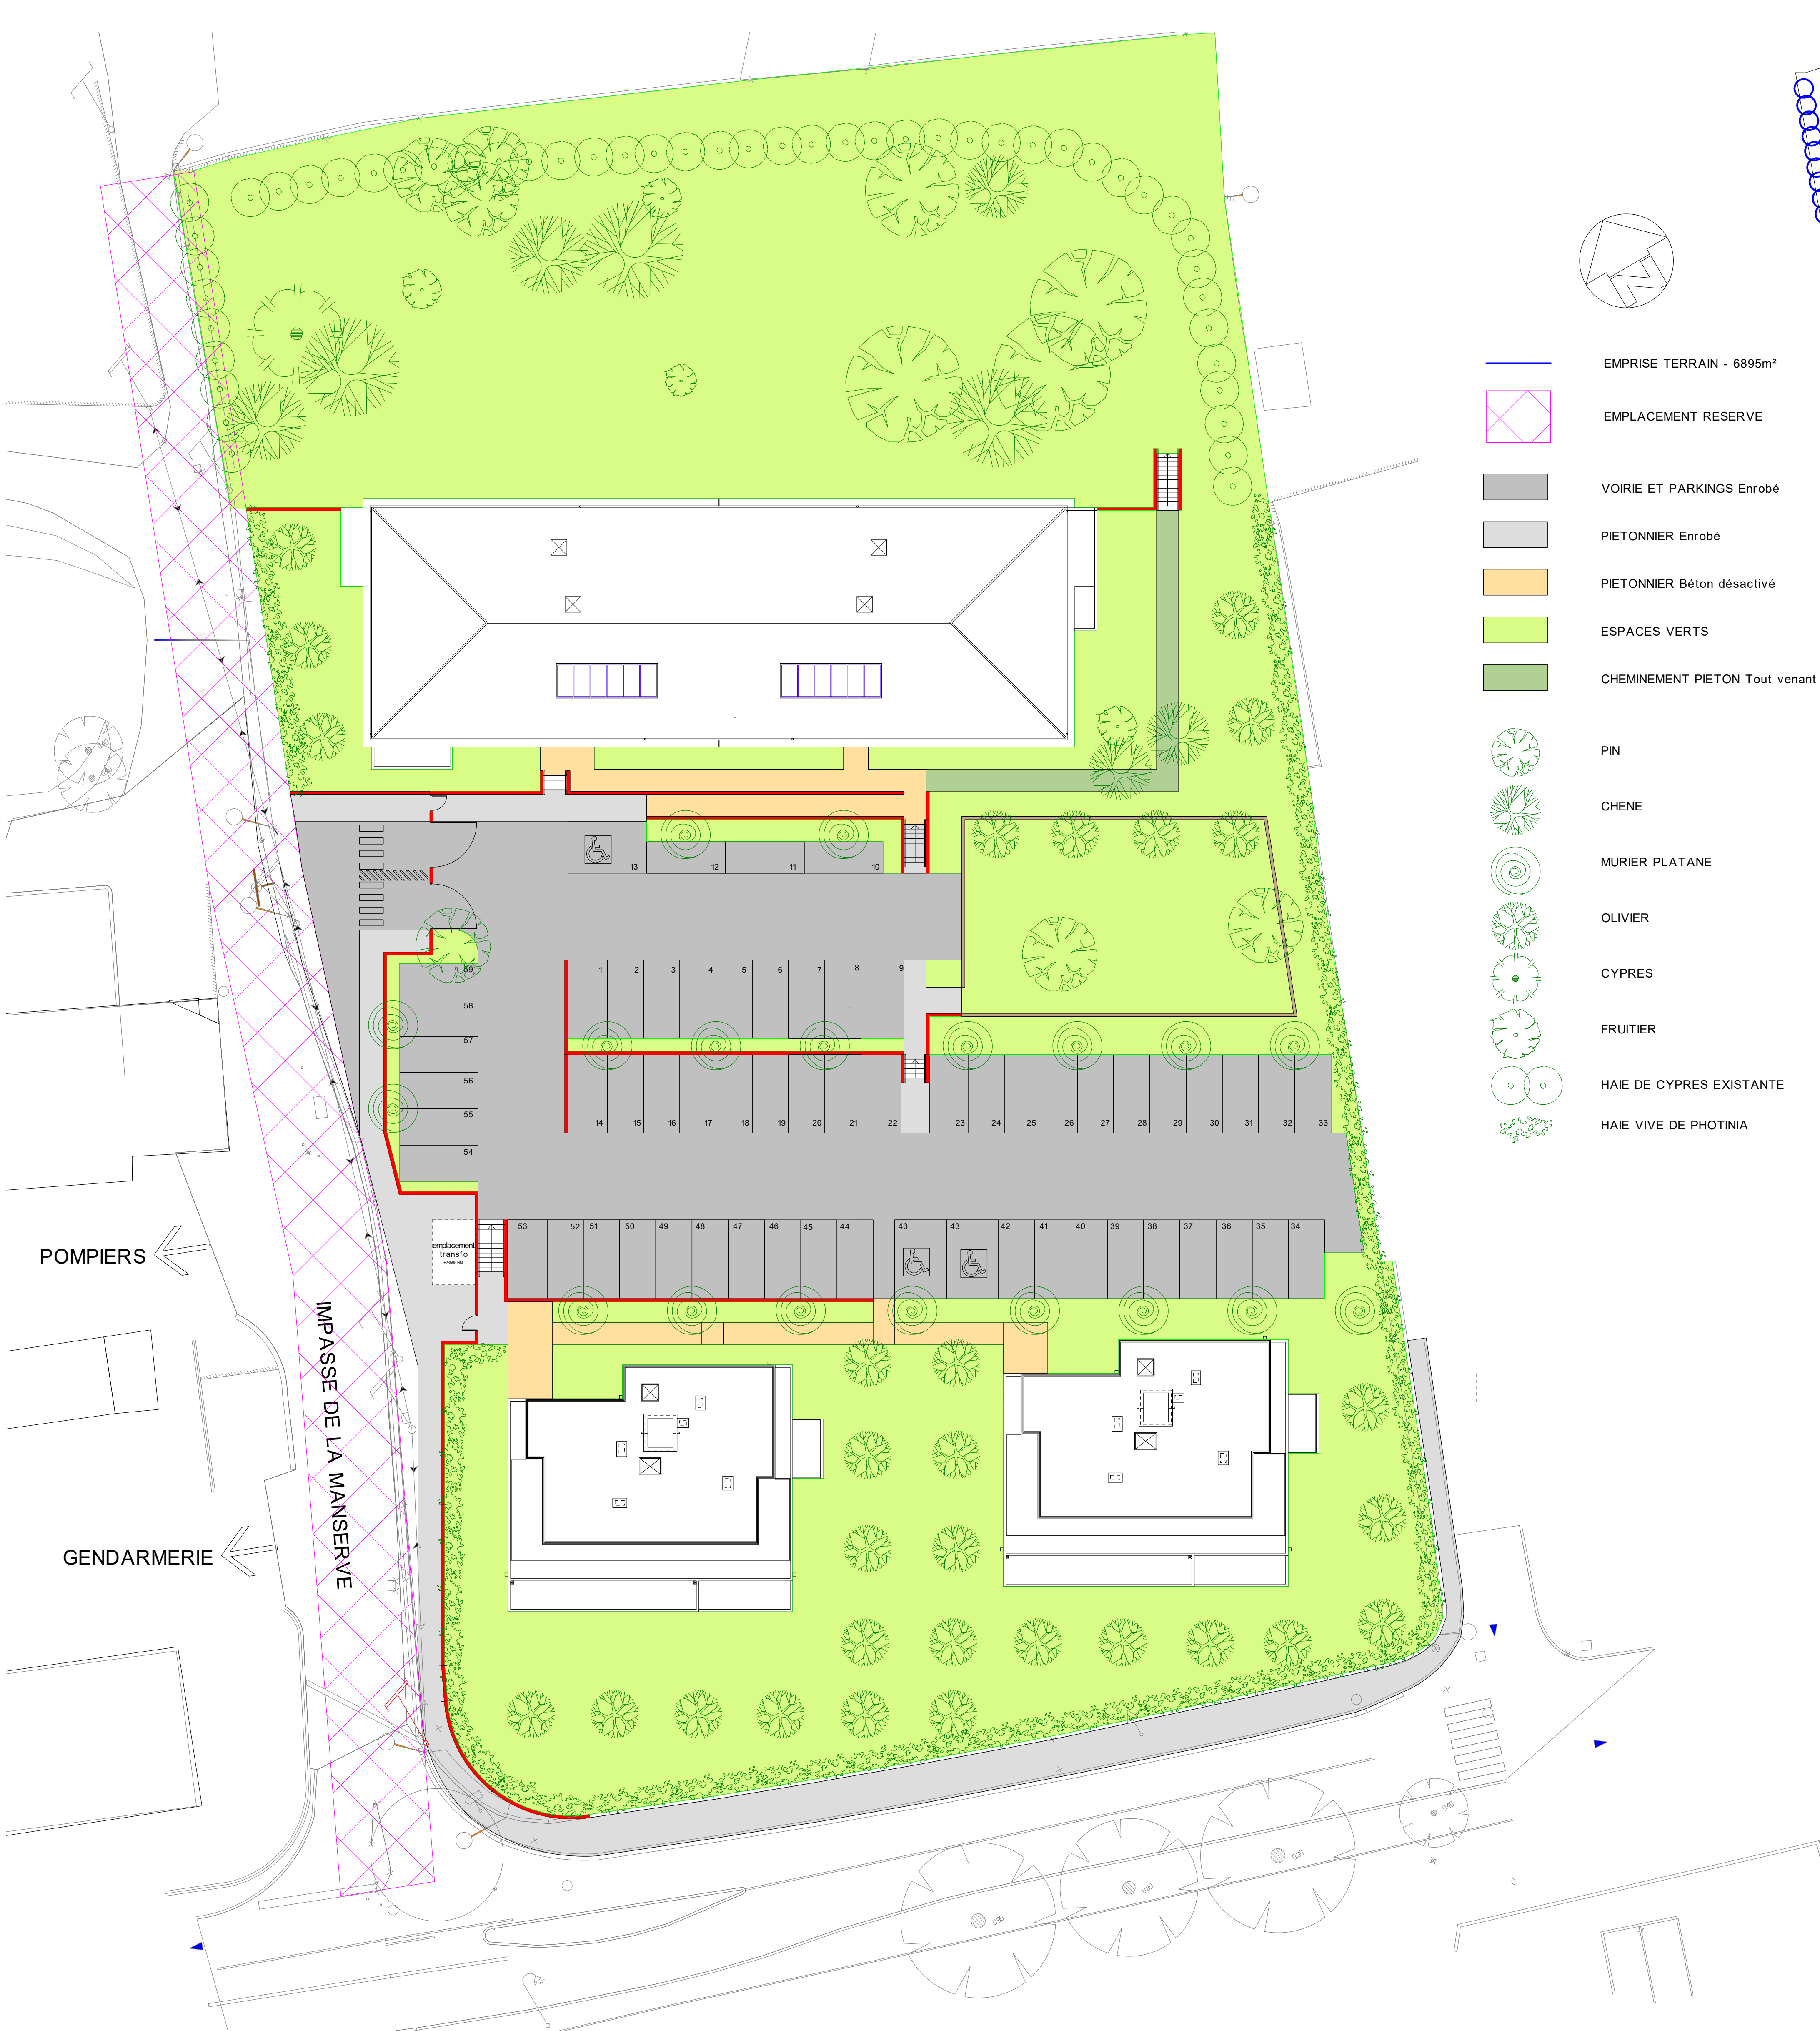 EMPRISE TERRAIN - 6895m²
EMPLACEMENT RESERVE
VOIRIE ET PARKINGS Enrobé
PIETONNIER Enrobé
PIETONNIER Béton désactivé
ESPACES VERTS
CHEMINEMENT PIETON Tout venant
PIN
CHENE
MURIER PLATANE
OLIVIER
CYPRES
FRUITIER
HAIE DE CYPRES EXISTANTE
HAIE VIVE DE PHOTINIA
13 12 11 10
1 2 3 4 5 6 7 8 9
59
58
57
56
55
54
14 15 16 17 18 19 20 21 22 23 24 25 26 27 28 29 30 31 32 33
53 52 51 50 49 48 47 46 45 44 43 43 42 41 40 39 38 37 36 35 34
emplacement
transfo
POMPIERS
GENDARMERIE
IMPASSE DE LA MANSERVE